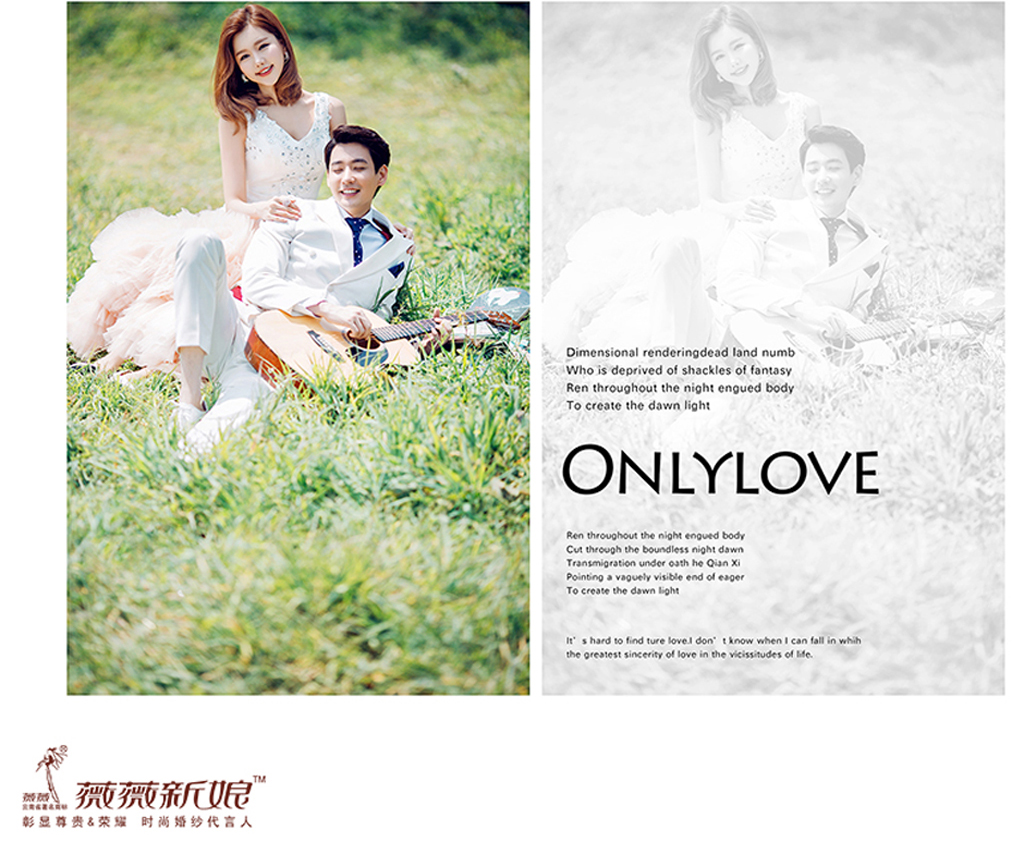 Dimensional renderingdead land numb
Who is deprived of shackles of fantasy
Ren throughout the night engued body
To create the dawn light
ONLYLOVE
Ren throughout the night engued body
Cut through the boundless night dawn
Transmigration under oath he Qian Xi
Pointing a vaguely visible end of eager
To create the dawn light
It's hard to find ture love.I don't know when I can fall in whih
the greatest sincerity of love in the vicissitudes of life.
®
薇薇新娘™
薇薇
彰显尊贵&荣耀 时尚婚纱代言人